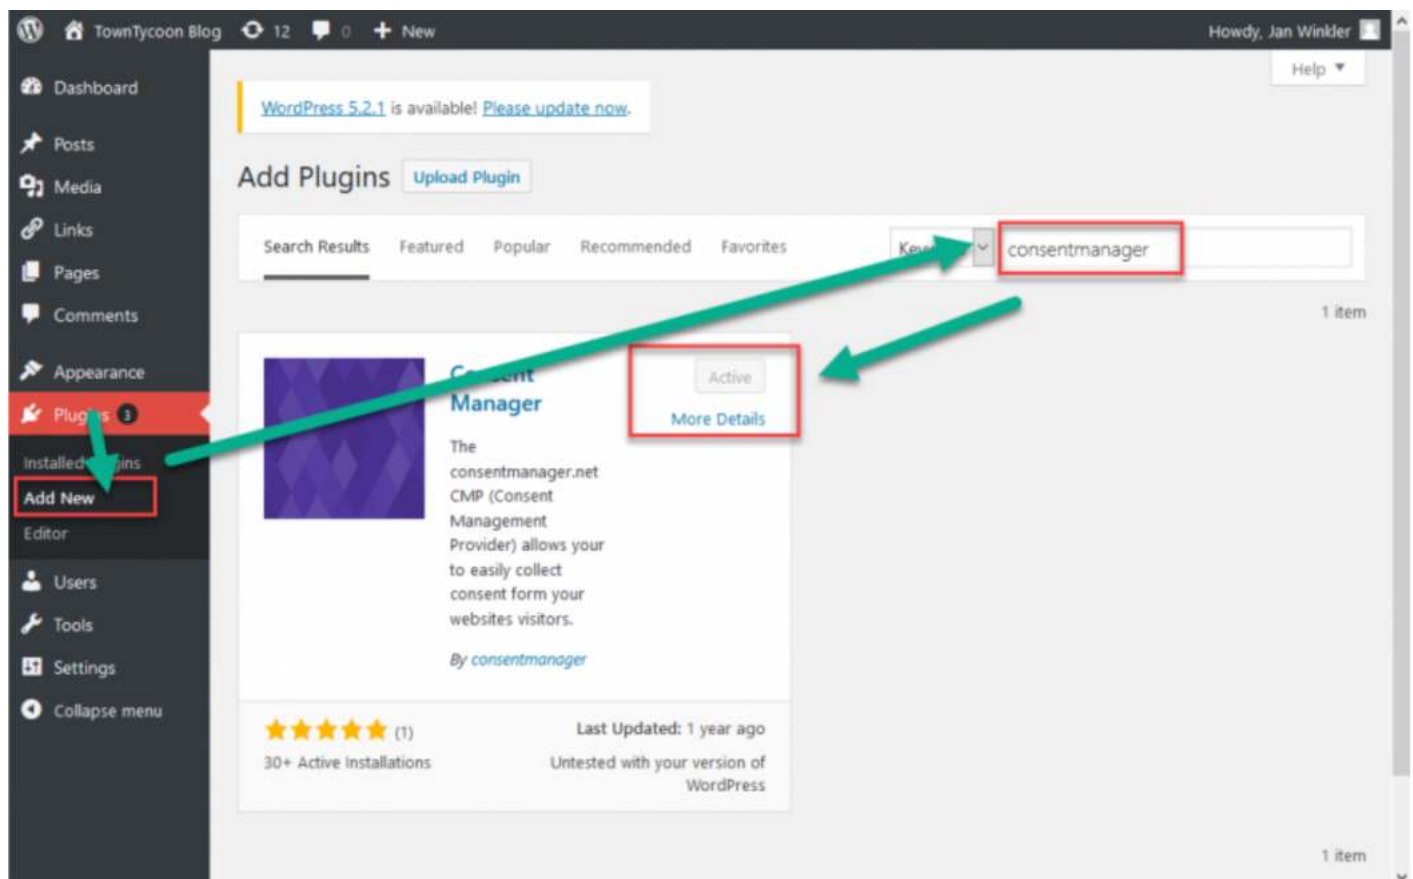 TownTycoon Blog 12 0 New
Howdy, Jan Winkler
Help
Dashboard
Posts
Media
Links
Pages
Comments
Appearance
Plugins 3
Installed Plugins
Add New
Editor
Users
Tools
Settings
Collapse menu
WordPress 5.2.1 is available! Please update now.
Add Plugins Upload Plugin
Search Results Featured Popular Recommended Favorites
consentmanager
1 item
Consent
Manager
Active
More Details
The
consentmanager.net
CMP (Consent
Management
Provider) allows your
to easily collect
consent form your
websites visitors.
By consentmanager
(1)
30+ Active Installations
Last Updated: 1 year ago
Untested with your version of
WordPress
1 item